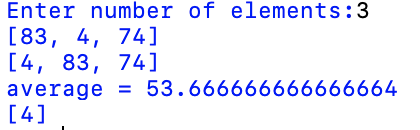 Enter number of elements:3
[83, 4, 74]
[4, 83, 74]
average = 53.666666666666664
[4]